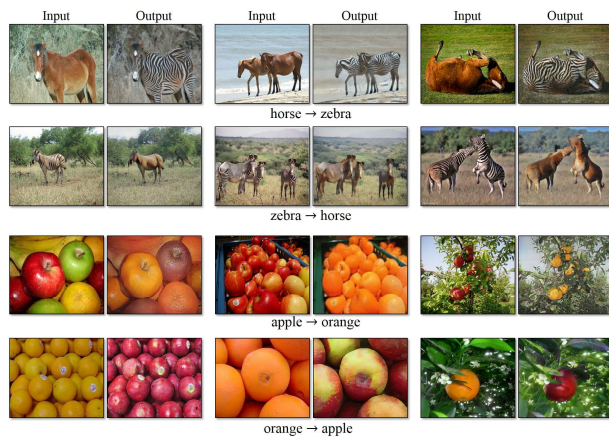 Input Output Input Output Input Output
horse → zebra
zebra → horse
apple → orange
orange → apple